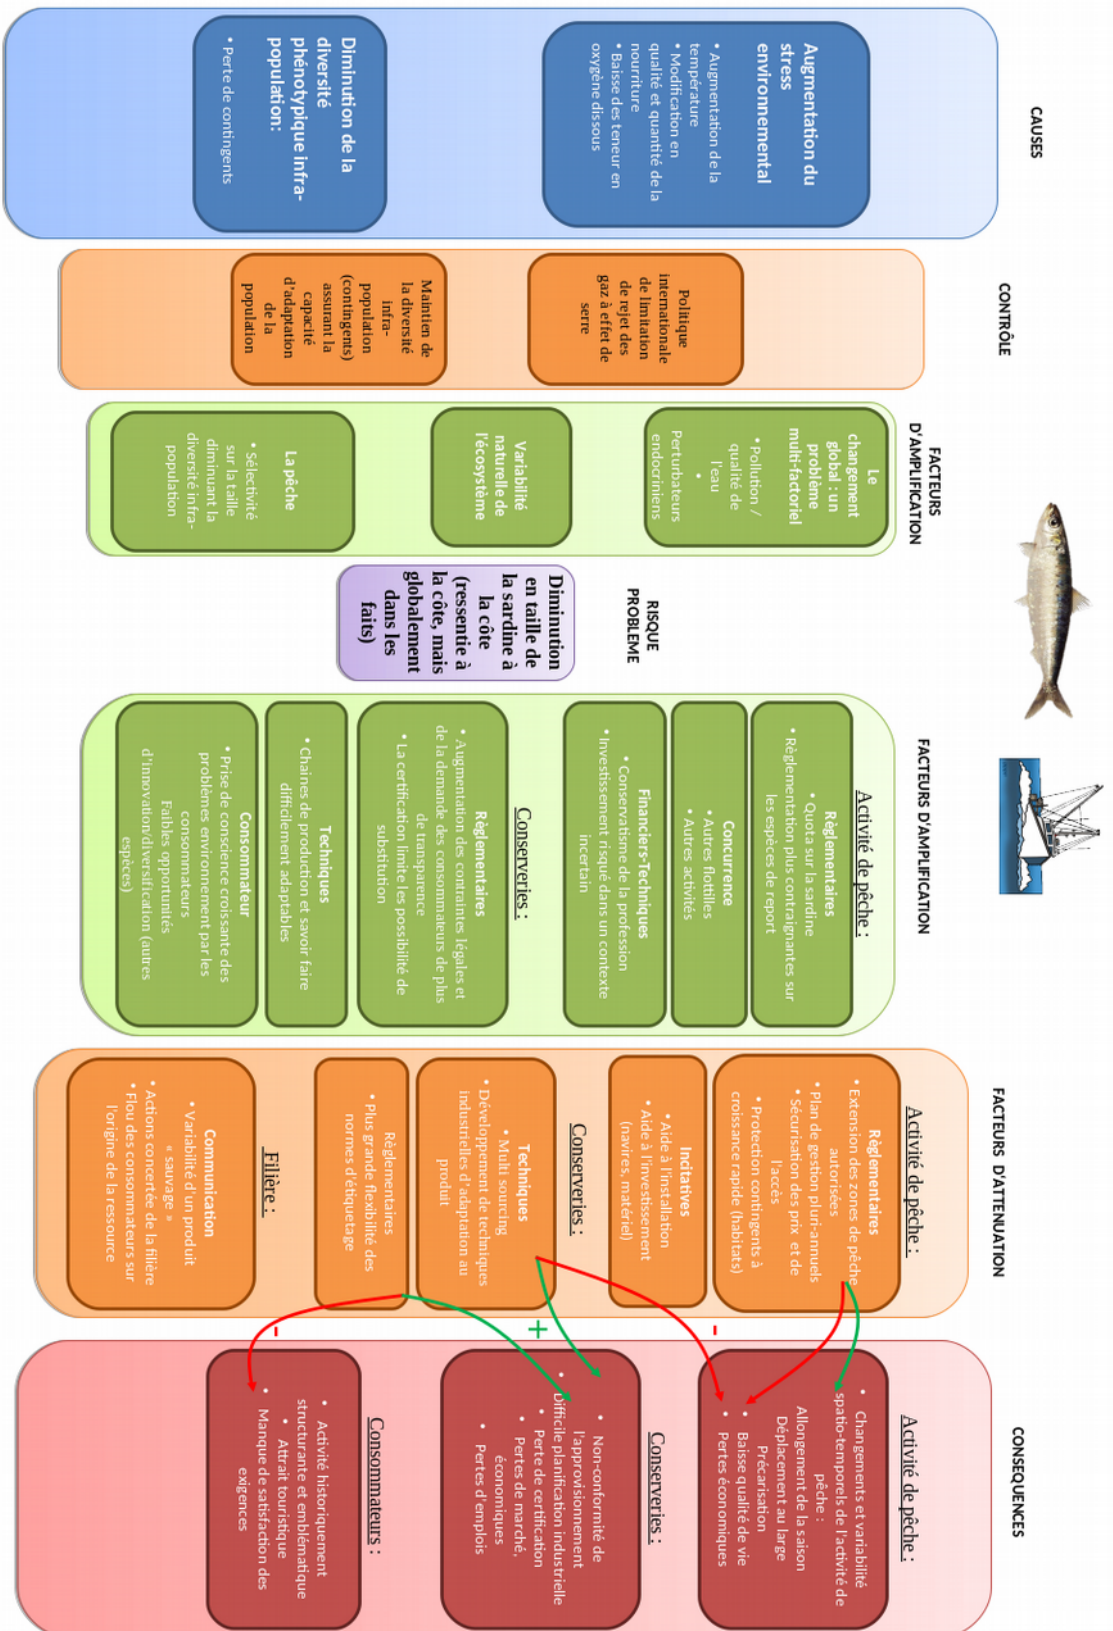 CAUSES
Augmentation du
stress
environnemental
• Augmentation de la
température
• Modification en
qualité et quantité de la
nourriture
• Baisse des teneur en
oxygène dissous
Diminution de la
diversité
phénotypique infra-
population:
• Perte de contingents
CONTRÔLE
Politique
internationale
de limitation
de rejet des
gaz à effet de
serre
Maintien de
la diversité
infra-
population
(contingents)
assurant la
capacité
d'adaptation
de la
population
FACTEURS
D'AMPLIFICATION
Le
changement
global : un
problème
multi-factoriel
• Pollution /
qualité de
l'eau
•
Perturbateurs
endocriniens
Variabilité
naturelle de
l'écosystème
La pêche
• Sélectivité
sur la taille
diminuant la
diversité infra-
population
RISQUE
PROBLEME
Diminution
en taille de
la sardine à
la côte
(ressentie à
la côte, mais
globalement
dans les
faits)
FACTEURS D'AMPLIFICATION
Activité de pêche :
Règlementaires
• Quota sur la sardine
• Règlementation plus contraignantes sur
les espèces de report
Concurrence
• Autres flottilles
• Autres activités
Financiers-Techniques
• Conservatisme de la profession
• Investissement risqué dans un contexte
incertain
Conserveries :
Règlementaires
• Augmentation des contraintes légales et
de la demande des consommateurs de plus
de transparence
• La certification limite les possibilité de
substitution
Techniques
• Chaines de production et savoir faire
difficilement adaptables
Consommateur
• Prise de conscience croissante des
problèmes environnement par les
consommateurs
Faibles opportunités
d'innovation/diversification (autres
espèces)
FACTEURS D'ATTENUATION
Activité de pêche :
Règlementaires
• Extension des zones de pêche
autorisées
• Plan de gestion pluri-annuels
• Sécurisation des prix et de
l'accès
• Protection contingents à
croissance rapide (habitats)
Incitatives
• Aide à l'installation
• Aide à l'investissement
(navires, matériel)
Conserveries :
Techniques
• Multi sourcing
• Développement de techniques
industrielles d'adaptation au
produit
Règlementaires
• Plus grande flexibilité des
normes d'étiquetage
Filière :
Communication
• Variabilité d'un produit
« sauvage »
• Actions concertée de la filière
• Flou des consommateurs sur
l'origine de la ressource
-
+
-
CONSEQUENCES
Activité de pêche :
• Changements et variabilité
spatio-temporels de l'activité de
pêche :
Allongement de la saison
Déplacement au large
Précarisation
• Baisse qualité de vie
• Pertes économiques
Conserveries :
• Non-conformité de
l'approvisionnement
• Difficile planification industrielle
• Perte de certification
• Pertes de marché,
économiques
• Pertes d'emplois
Consommateurs :
• Activité historiquement
structurante et emblématique
• Attrait touristique
• Manque de satisfaction des
exigences